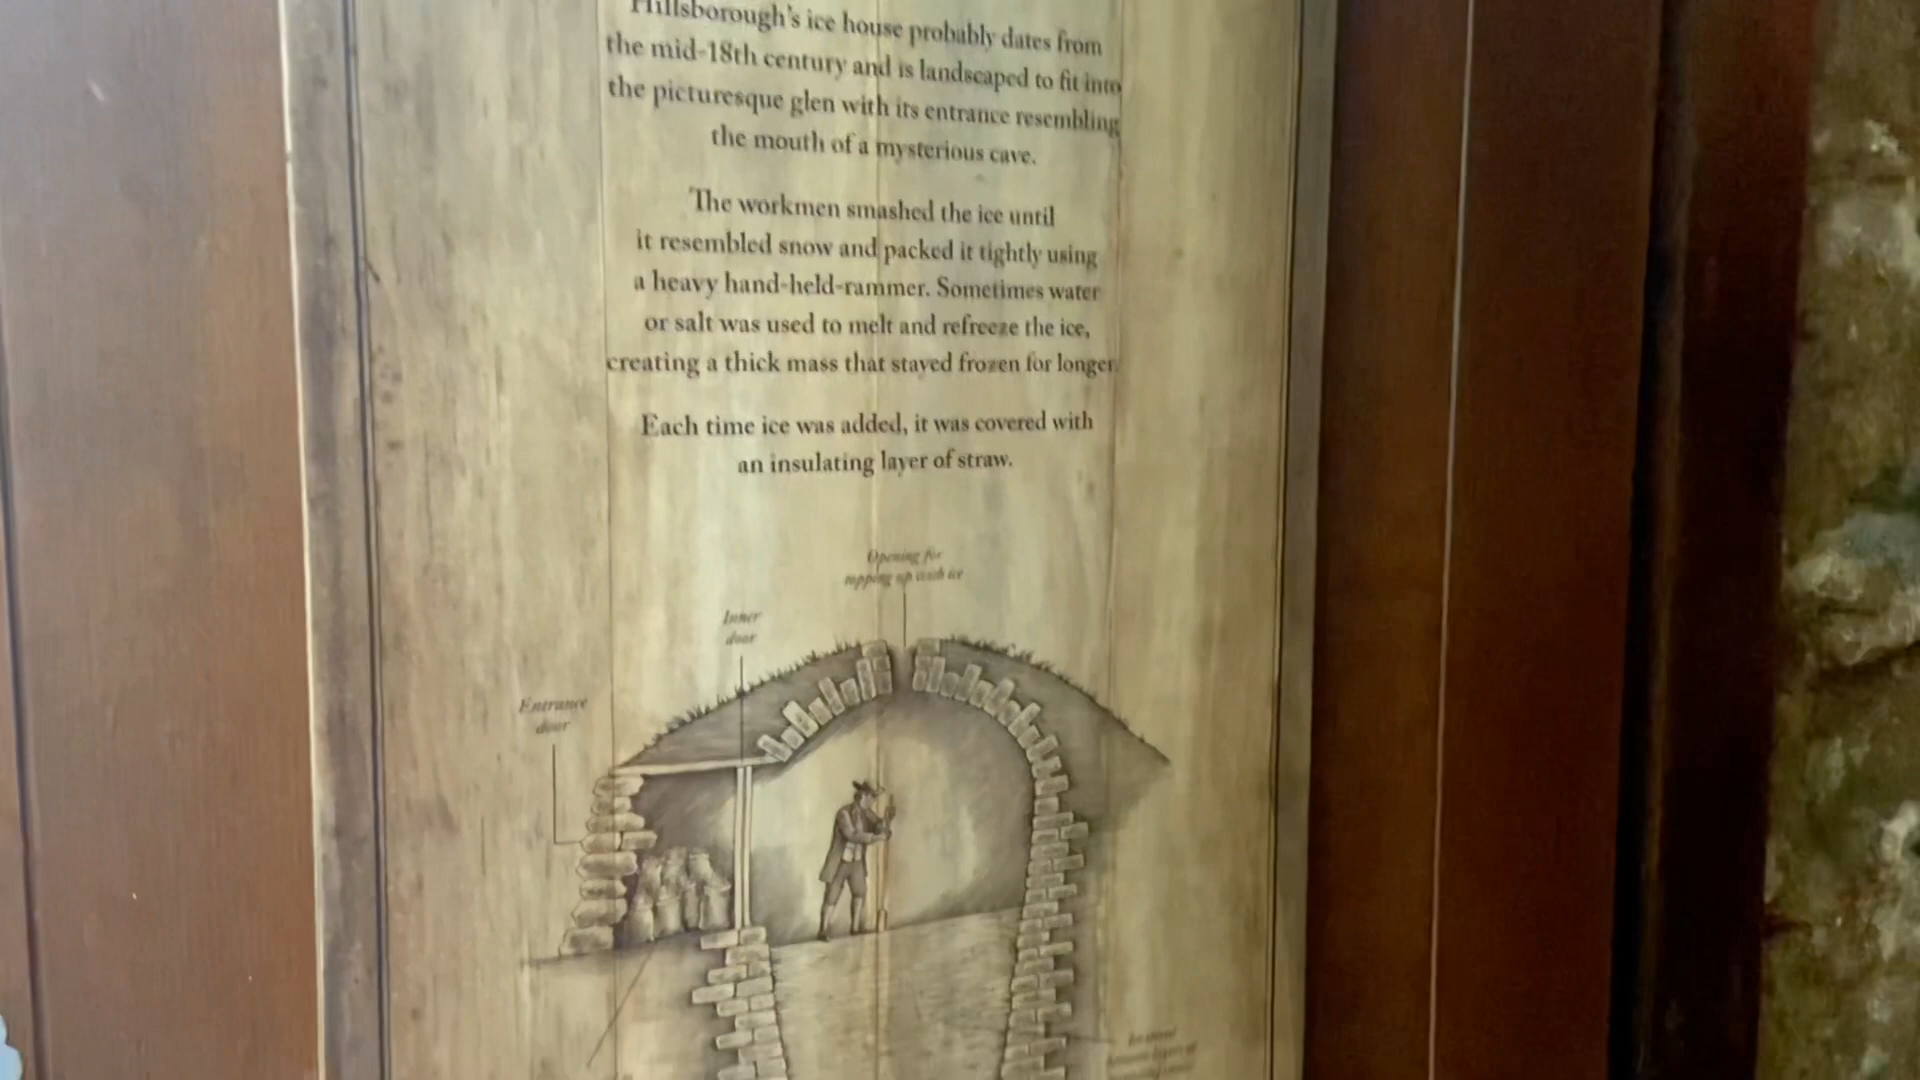 Hillsborough's ice house probably dates from
the mid-18th century and is landscaped to fit into
the picturesque glen with its entrance resembling
the mouth of a mysterious cave.
The workmen smashed the ice until
it resembled snow and packed it tightly using
a heavy hand-held-rammer. Sometimes water
or salt was used to melt and refreeze the ice,
creating a thick mass that stayed frozen for longer.
Each time ice was added, it was covered with
an insulating layer of straw.
Opening for
topping up with ice
Inner
door
Entrance
door